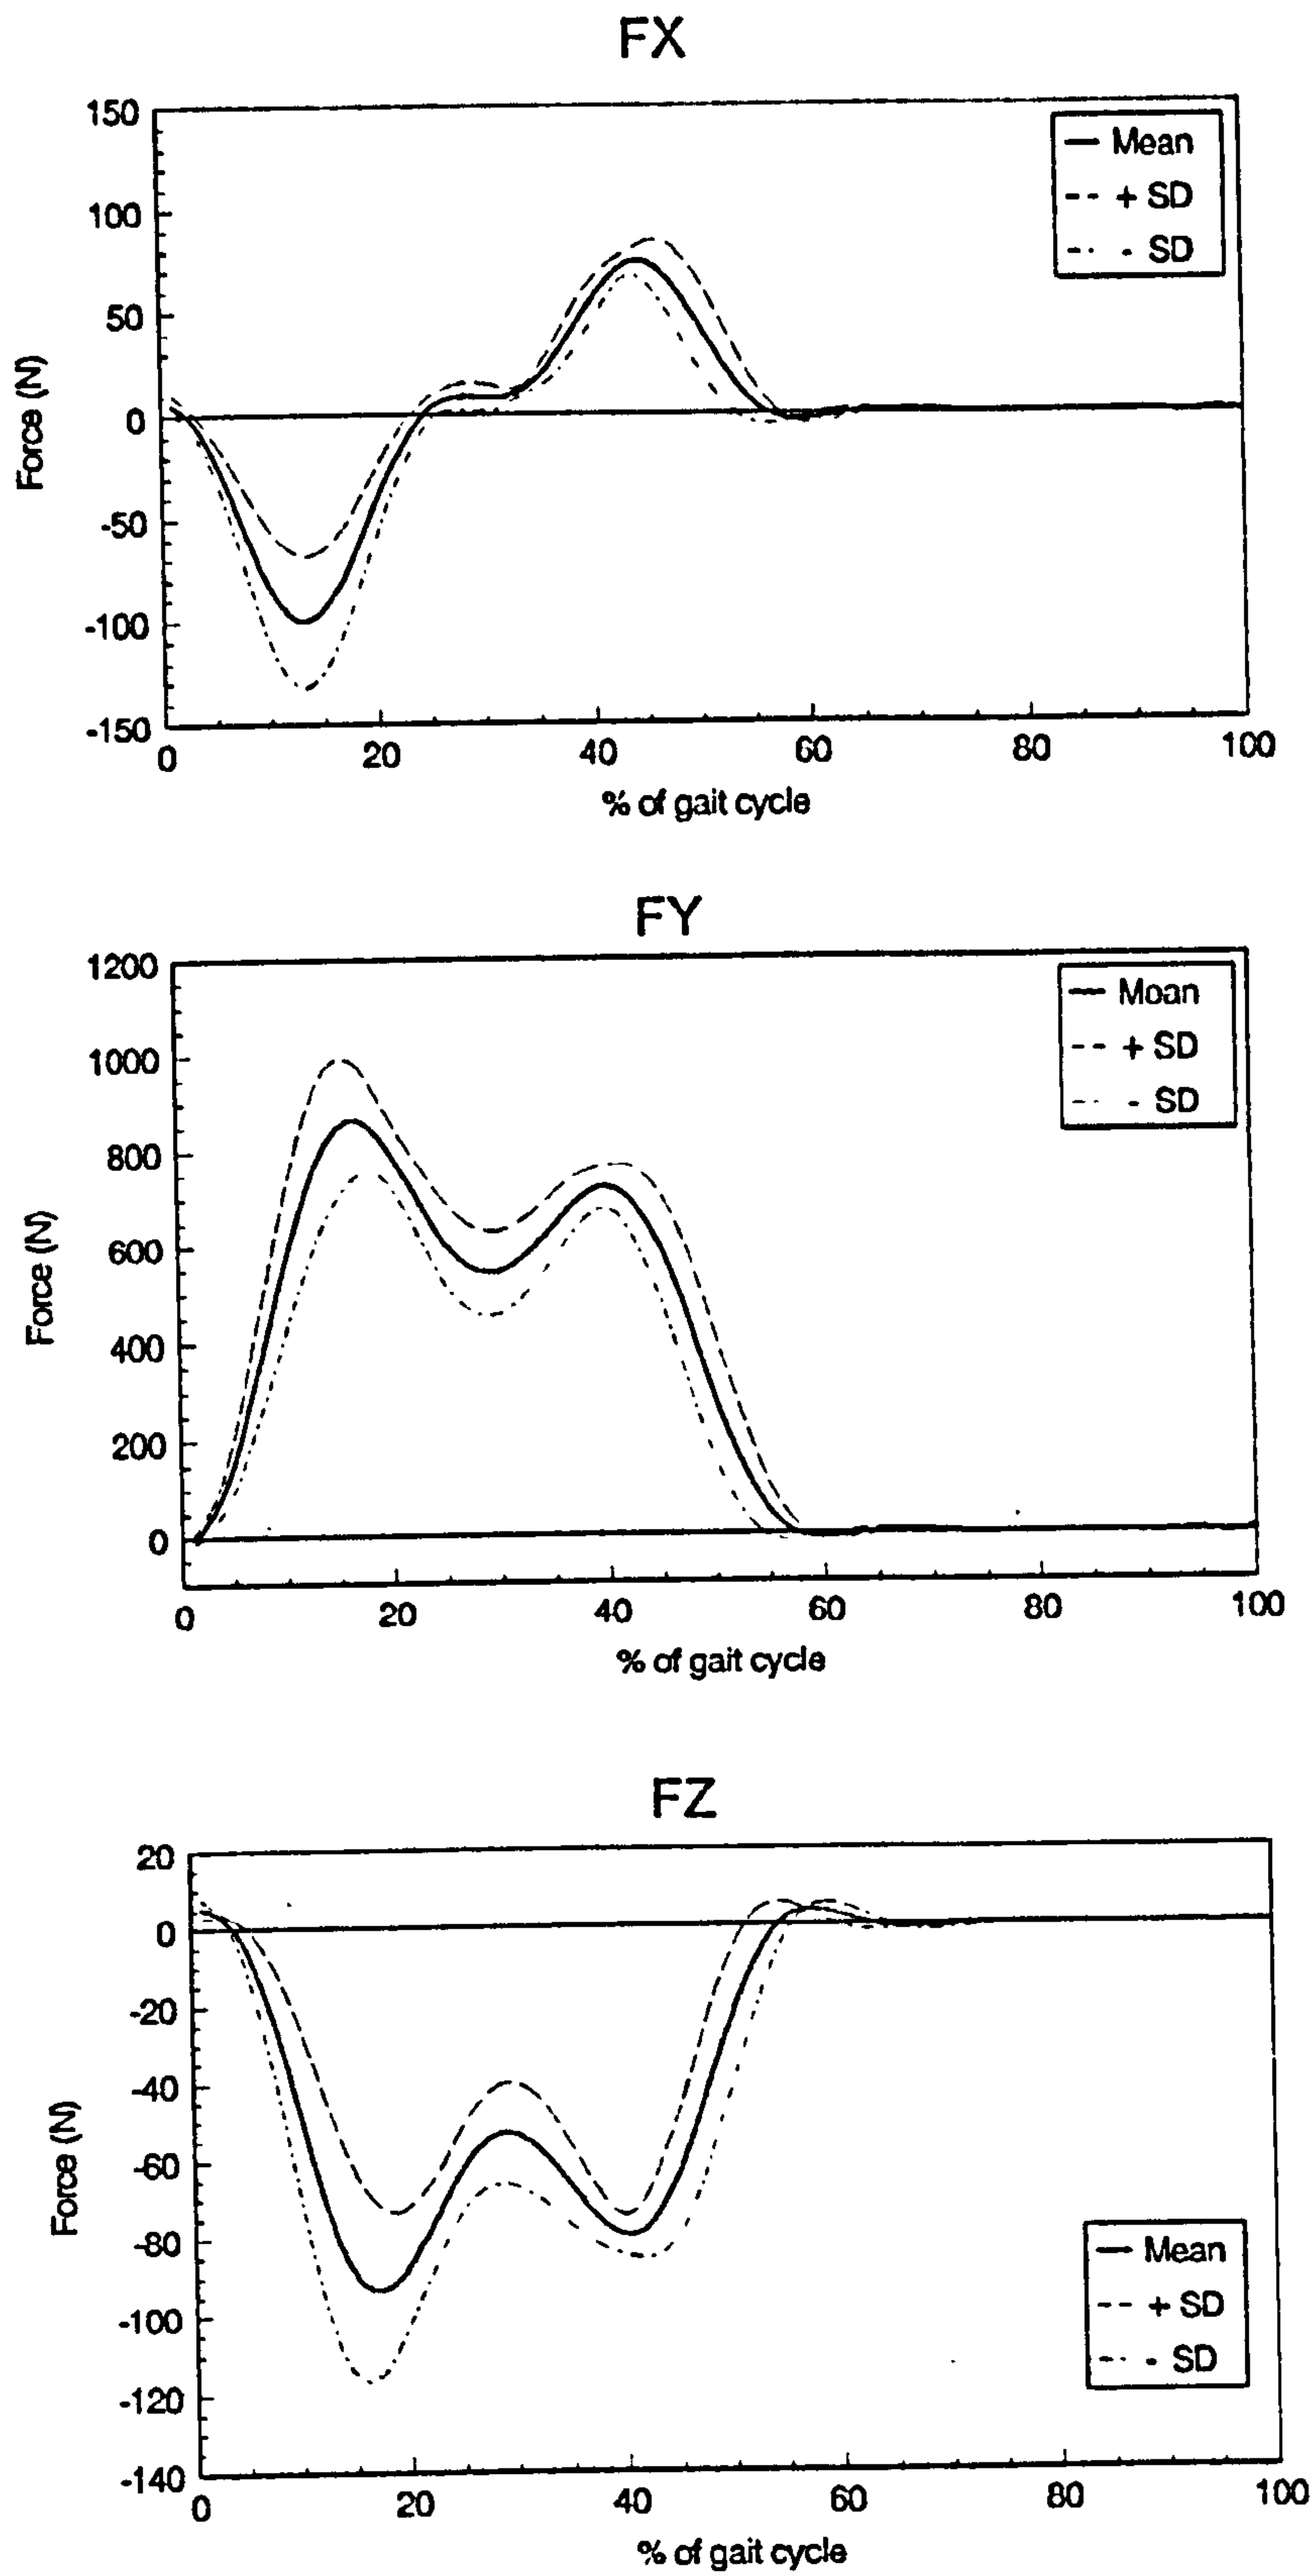 FX
150
100
50
0
-50
-100
-150
Force (N)
Mean
+ SD
- SD
0 20 40 60 80 100
% of gait cycle
FY
1200
1000
800
600
400
200
0
Force (N)
Moan
+ SD
- SD
0 20 40 60 80 100
% of gait cycle
FZ
20
0
-20
-40
-60
-80
-100
-120
-140
Force (N)
Mean
+ SD
- SD
0 20 40 60 80 100
% of gait cycle